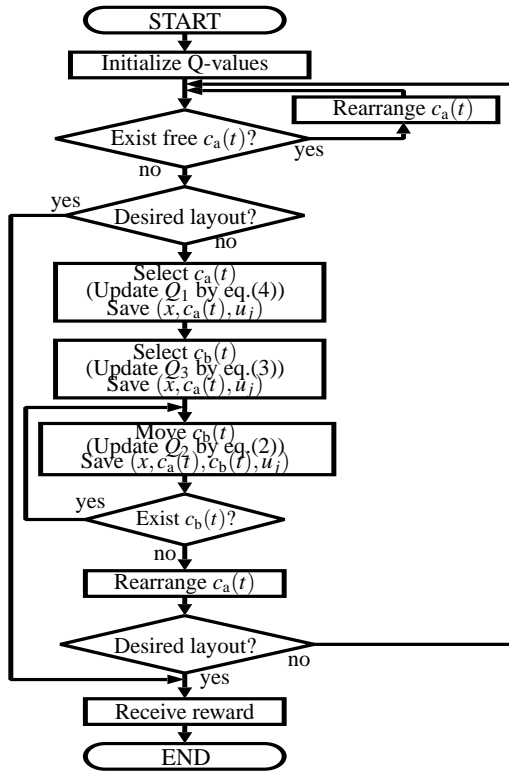 START
Initialize Q-values
Rearrange c_a(t)
Exist free c_a(t)?
yes
no
yes
Desired layout?
no
Select c_a(t)
(Update Q_1 by eq.(4))
Save (x, c_a(t), u_j)
Select c_b(t)
(Update Q_3 by eq.(3))
Save (x, c_a(t), u_j)
Move c_b(t)
(Update Q_2 by eq.(2))
Save (x, c_a(t), c_b(t), u_j)
yes
Exist c_b(t)?
no
Rearrange c_a(t)
Desired layout?
no
yes
Receive reward
END